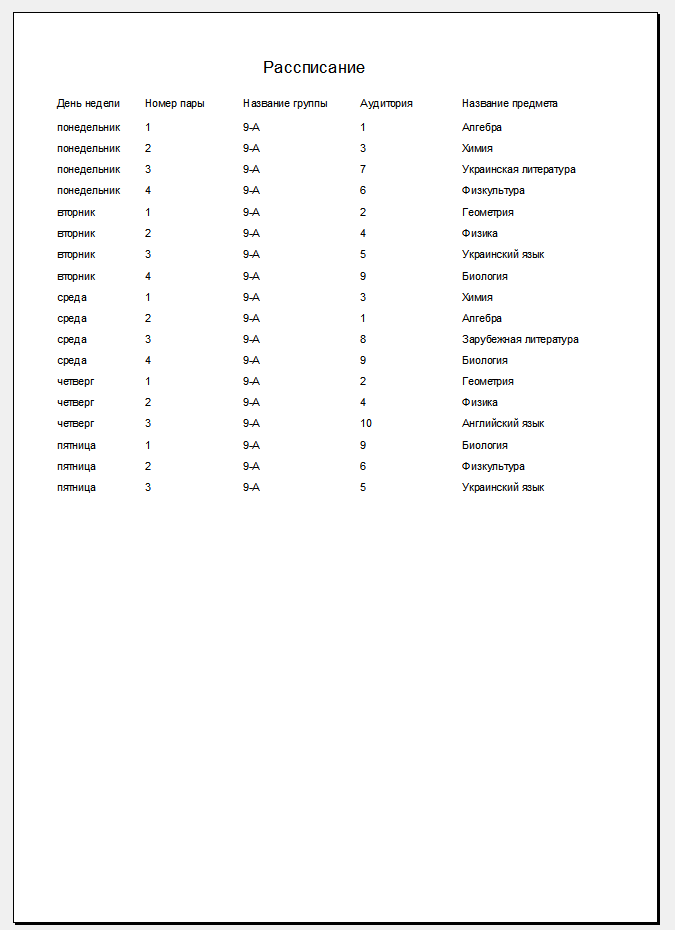 Рассписание
День недели Номер пары Название группы Аудитория Название предмета
понедельник 1 9-А 1 Алгебра
понедельник 2 9-А 3 Химия
понедельник 3 9-А 7 Украинская литература
понедельник 4 9-А 6 Физкультура
вторник 1 9-А 2 Геометрия
вторник 2 9-А 4 Физика
вторник 3 9-А 5 Украинский язык
вторник 4 9-А 9 Биология
среда 1 9-А 3 Химия
среда 2 9-А 1 Алгебра
среда 3 9-А 8 Зарубежная литература
среда 4 9-А 9 Биология
четверг 1 9-А 2 Геометрия
четверг 2 9-А 4 Физика
четверг 3 9-А 10 Английский язык
пятница 1 9-А 9 Биология
пятница 2 9-А 6 Физкультура
пятница 3 9-А 5 Украинский язык